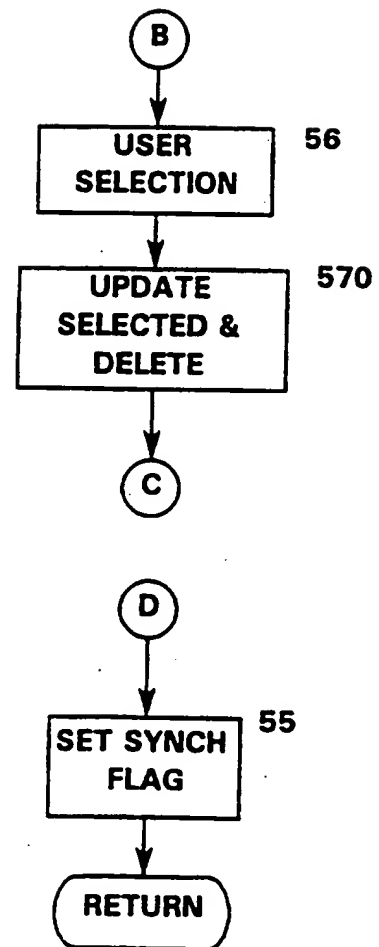 B
USER
SELECTION
56
UPDATE
SELECTED &
DELETE
570
C
D
SET SYNCH
FLAG
55
RETURN